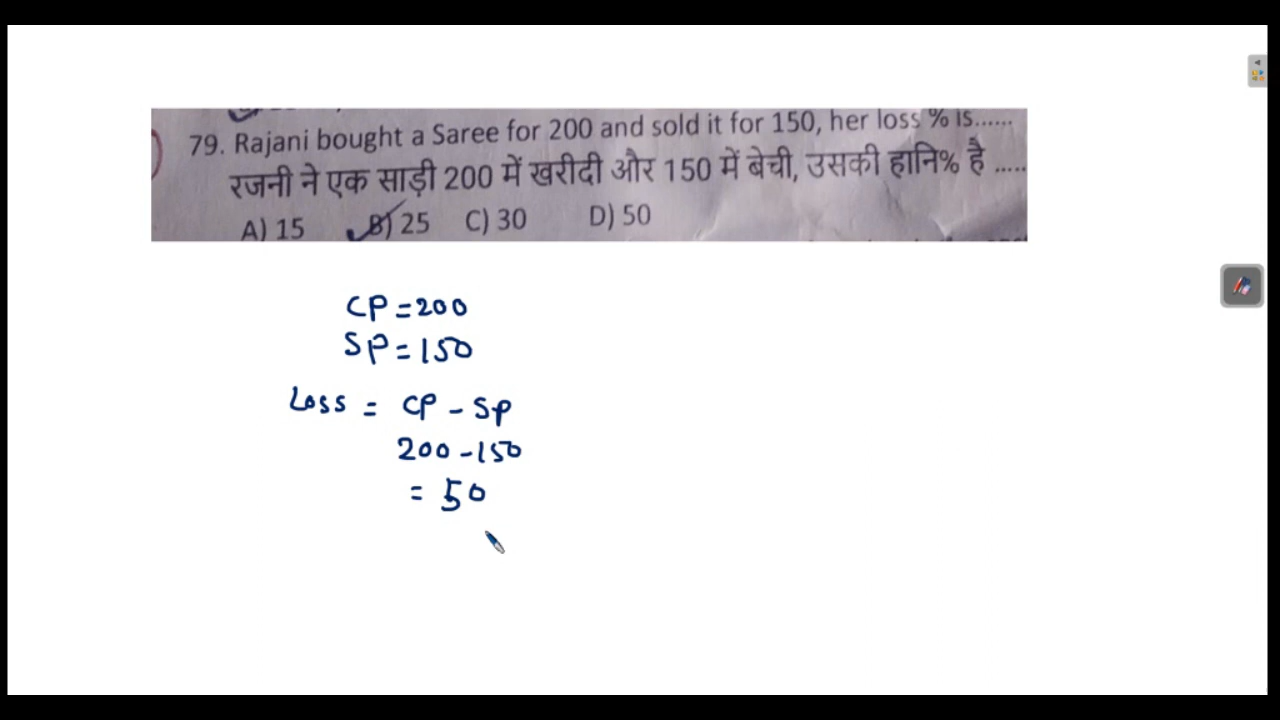 79. Rajani bought a Saree for 200 and sold it for 150, her loss % is......
रजनी ने एक साड़ी 200 में खरीदी और 150 में बेची, उसकी हानि% है .....
A) 15 B) 25 C) 30 D) 50
CP = 200
SP = 150
Loss = CP - SP
200 - 150
= 50